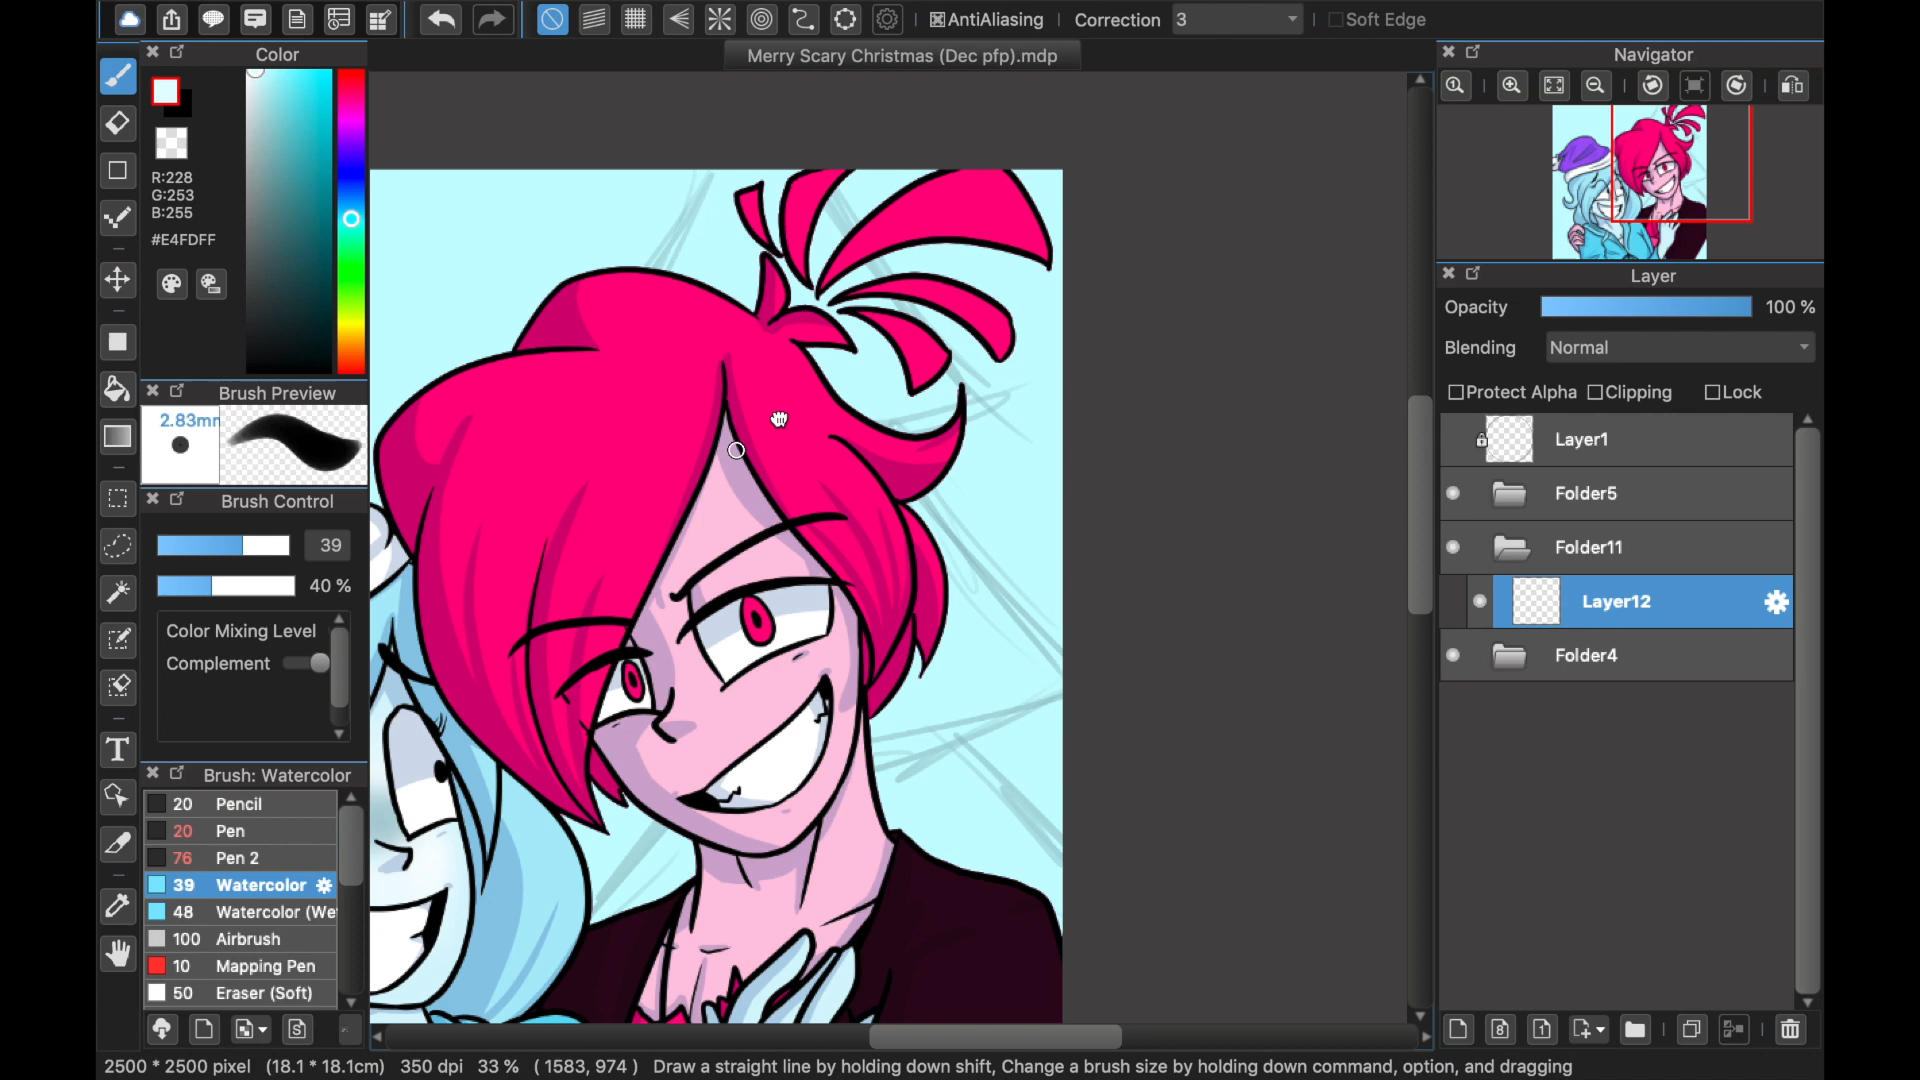 AntiAliasing
Correction
3
Soft Edge
Color
Merry Scary Christmas (Dec pfp).mdp
Navigator
R:228
G:253
B:255
#E4FDFF
Layer
Opacity
100 %
Blending
Normal
Protect Alpha
Clipping
Lock
Brush Preview
2.83mm
Layer1
Folder5
Brush Control
39
40 %
Folder11
Layer12
Color Mixing Level
Complement
Folder4
Brush: Watercolor
20 Pencil
20 Pen
76 Pen 2
39 Watercolor
48 Watercolor (We
100 Airbrush
10 Mapping Pen
50 Eraser (Soft)
2500 * 2500 pixel (18.1 * 18.1cm) 350 dpi 33 % ( 1583, 974 ) Draw a straight line by holding down shift, Change a brush size by holding down command, option, and dragging